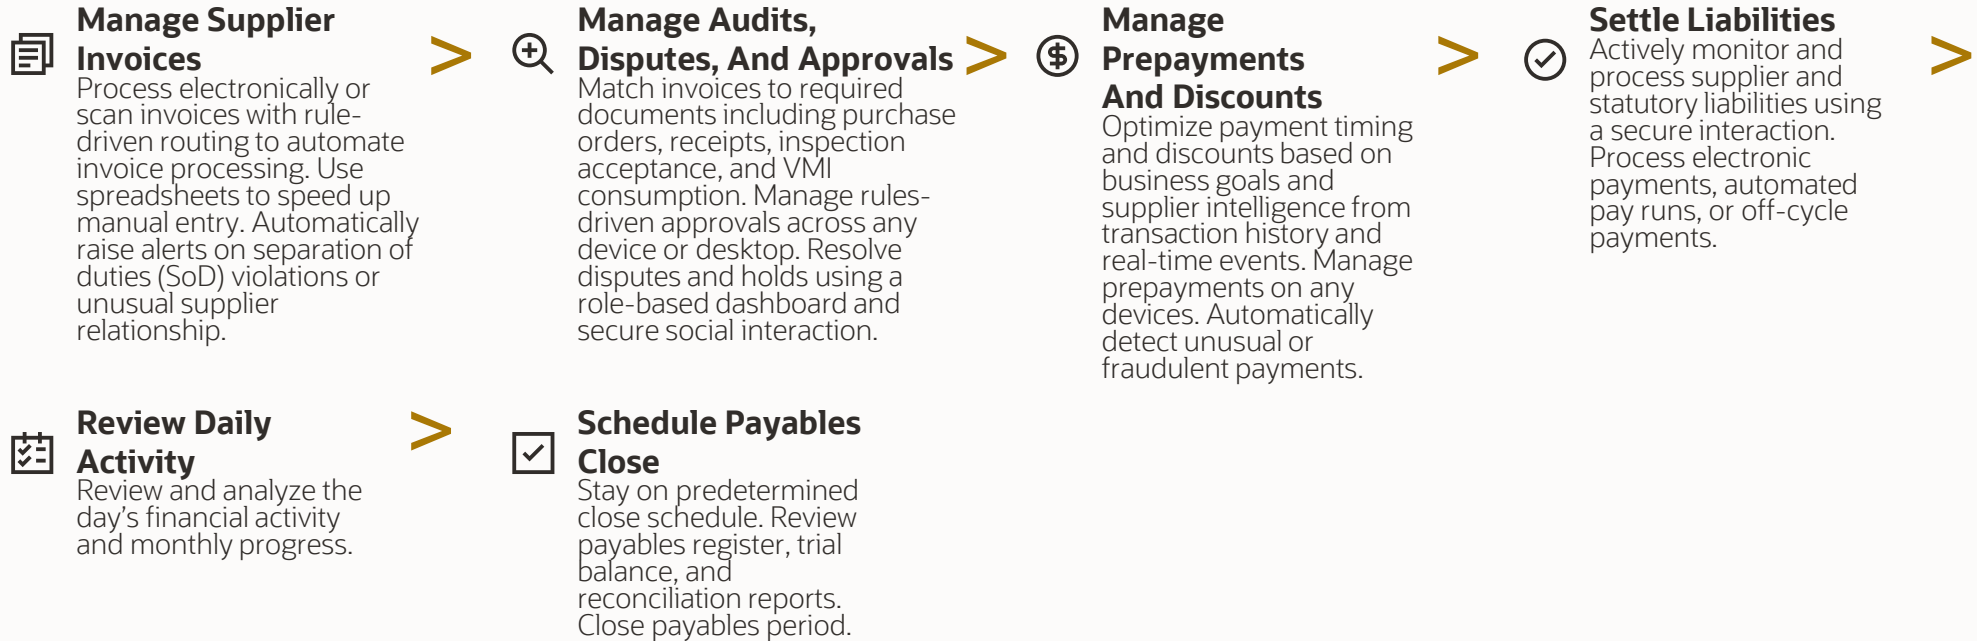 Manage Supplier
Invoices
Process electronically or
scan invoices with rule-
driven routing to automate
invoice processing. Use
spreadsheets to speed up
manual entry. Automatically
raise alerts on separation of
duties (SoD) violations or
unusual supplier
relationship.
>
Manage Audits,
Disputes, And Approvals
Match invoices to required
documents including purchase
orders, receipts, inspection
acceptance, and VMI
consumption. Manage rules-
driven approvals across any
device or desktop. Resolve
disputes and holds using a
role-based dashboard and
secure social interaction.
>
Manage
Prepayments
And Discounts
Optimize payment timing
and discounts based on
business goals and
supplier intelligence from
transaction history and
real-time events. Manage
prepayments on any
devices. Automatically
detect unusual or
fraudulent payments.
>
Settle Liabilities
Actively monitor and
process supplier and
statutory liabilities using
a secure interaction.
Process electronic
payments, automated
pay runs, or off-cycle
payments.
>
Review Daily
Activity
Review and analyze the
day’s financial activity
and monthly progress.
>
Schedule Payables
Close
Stay on predetermined
close schedule. Review
payables register, trial
balance, and
reconciliation reports.
Close payables period.